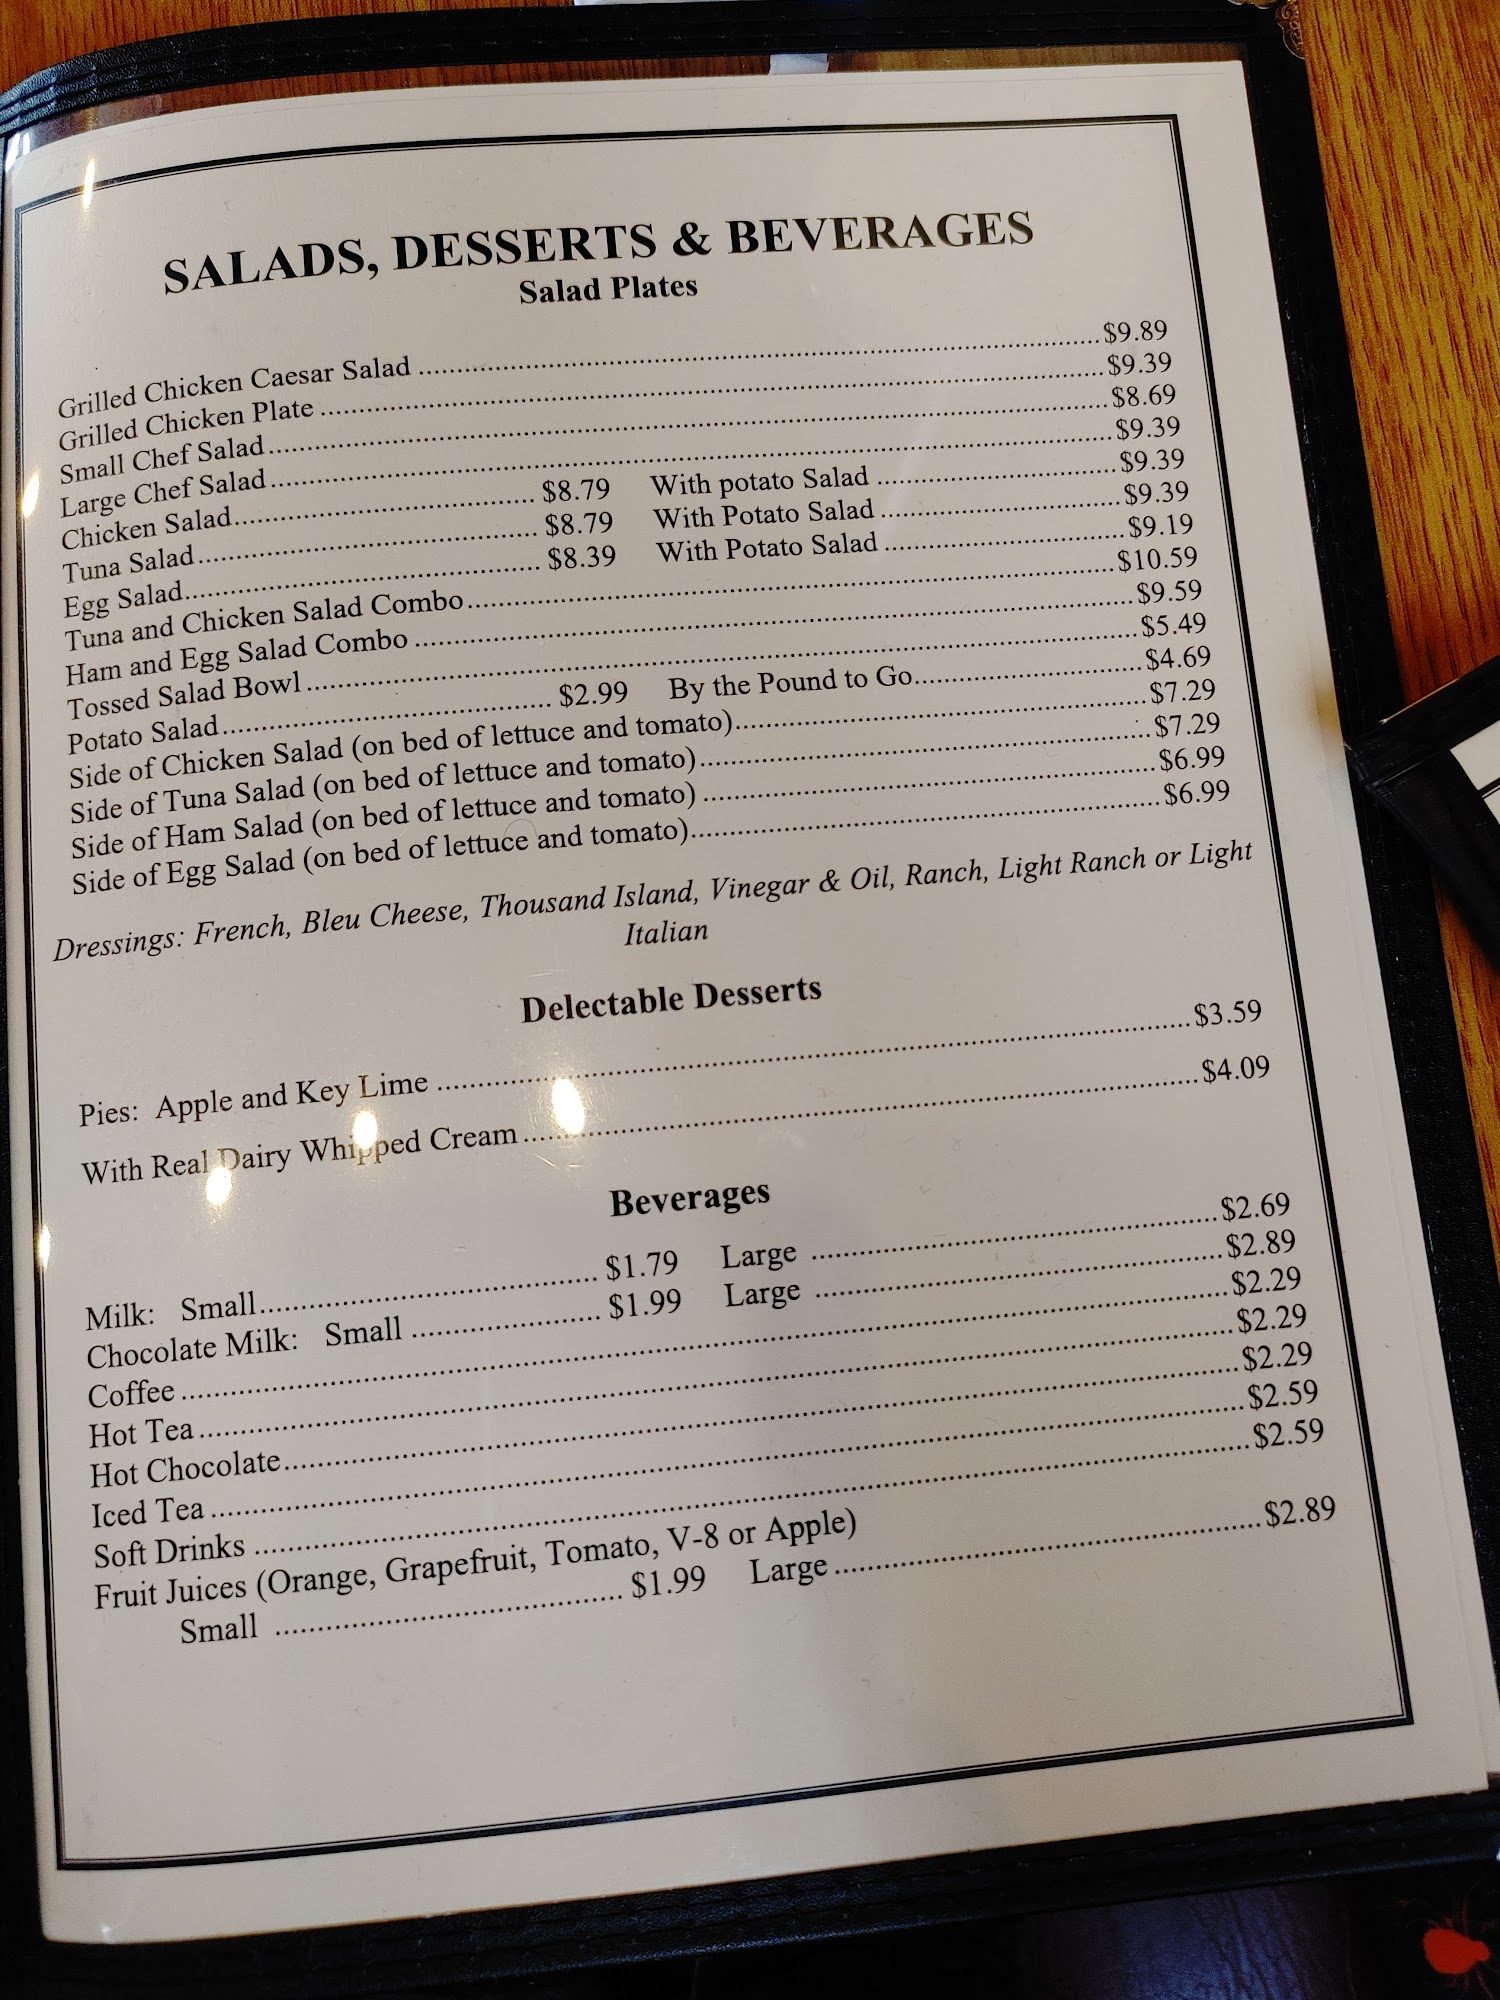 SALADS, DESSERTS & BEVERAGES
Salad Plates
Grilled Chicken Caesar Salad ........ $9.89
Grilled Chicken Plate ........ $9.39
Small Chef Salad ........ $8.69
Large Chef Salad ........ $9.39
Chicken Salad ........ $8.79 With potato Salad ........ $9.39
Tuna Salad ........ $8.79 With Potato Salad ........ $9.39
Egg Salad ........ $8.39 With Potato Salad ........ $9.19
Tuna and Chicken Salad Combo ........ $10.59
Ham and Egg Salad Combo ........ $9.59
Tossed Salad Bowl ........ $5.49
Potato Salad ........ $2.99 By the Pound to Go ........ $4.69
Side of Chicken Salad (on bed of lettuce and tomato) ........ $7.29
Side of Tuna Salad (on bed of lettuce and tomato) ........ $7.29
Side of Ham Salad (on bed of lettuce and tomato) ........ $6.99
Side of Egg Salad (on bed of lettuce and tomato) ........ $6.99
Dressings: French, Bleu Cheese, Thousand Island, Vinegar & Oil, Ranch, Light Ranch or Light
Italian
Delectable Desserts
Pies: Apple and Key Lime ........ $3.59
With Real Dairy Whipped Cream ........ $4.09
Beverages
Milk: Small ........ $1.79 Large ........ $2.69
Chocolate Milk: Small ........ $1.99 Large ........ $2.89
Coffee ........ $2.29
Hot Tea ........ $2.29
Hot Chocolate ........ $2.29
Iced Tea ........ $2.59
Soft Drinks ........ $2.59
Fruit Juices (Orange, Grapefruit, Tomato, V-8 or Apple)
Small ........ $1.99 Large ........ $2.89